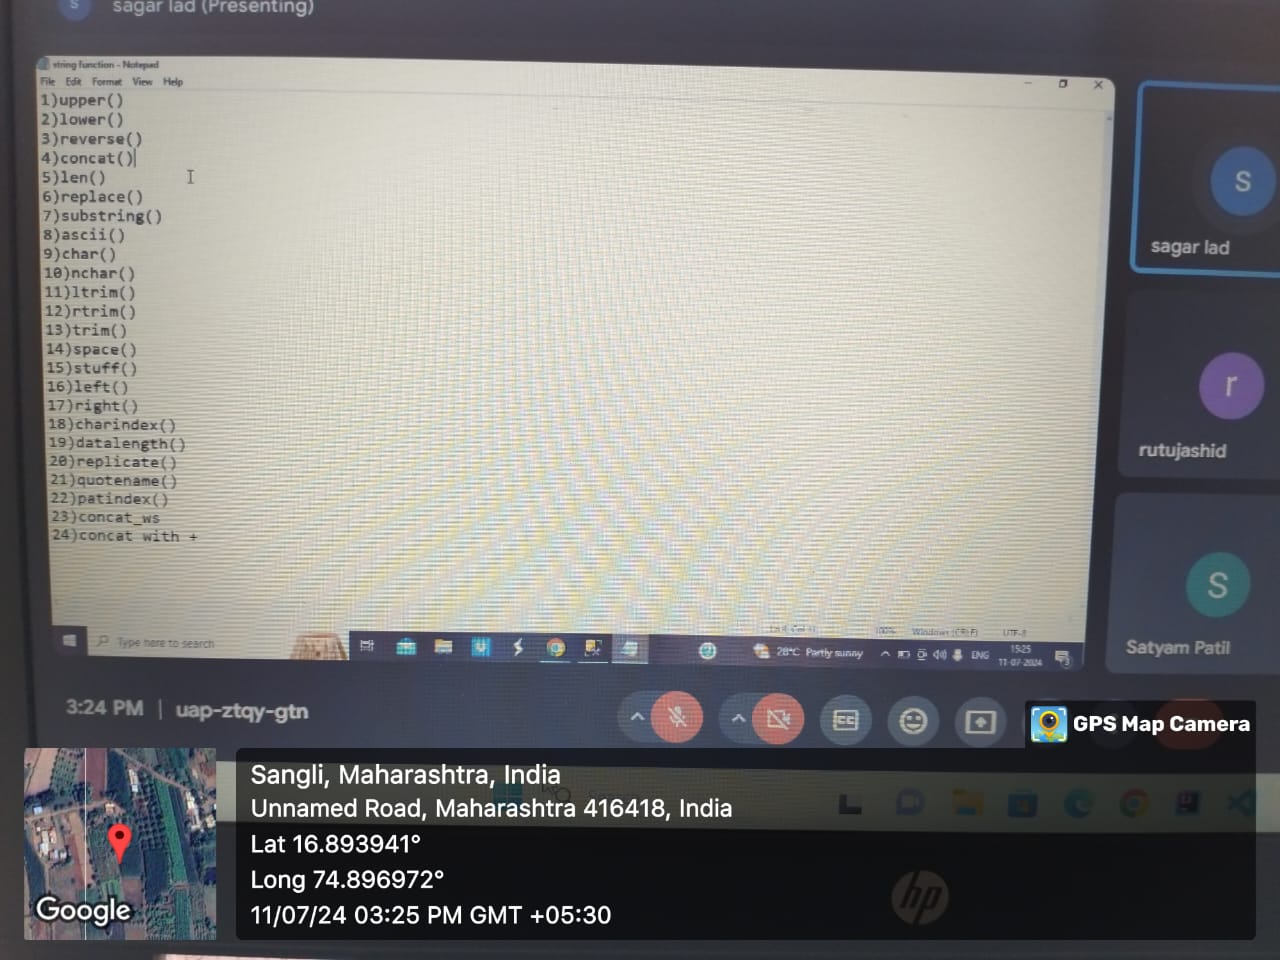 sagar lad (Presenting)
string function - Notepad
File Edit Format View Help
1)upper()
2)lower()
3)reverse()
4)concat()
5)len()
6)replace()
7)substring()
8)ascii()
9)char()
10)nchar()
11)ltrim()
12)rtrim()
13)trim()
14)space()
15)stuff()
16)left()
17)right()
18)charindex()
19)datalength()
20)replicate()
21)quotename()
22)patindex()
23)concat_ws
24)concat with +
100% Windows (CRLF) UTF-8
Type here to search
28°C Partly sunny
ENG
15:25
11-07-2024
3
S
sagar lad
r
rutujashid
S
Satyam Patil
3:24 PM | uap-ztqy-gtn
CC
GPS Map Camera
Sangli, Maharashtra, India
Unnamed Road, Maharashtra 416418, India
Lat 16.893941°
Long 74.896972°
11/07/24 03:25 PM GMT +05:30
Google
hp